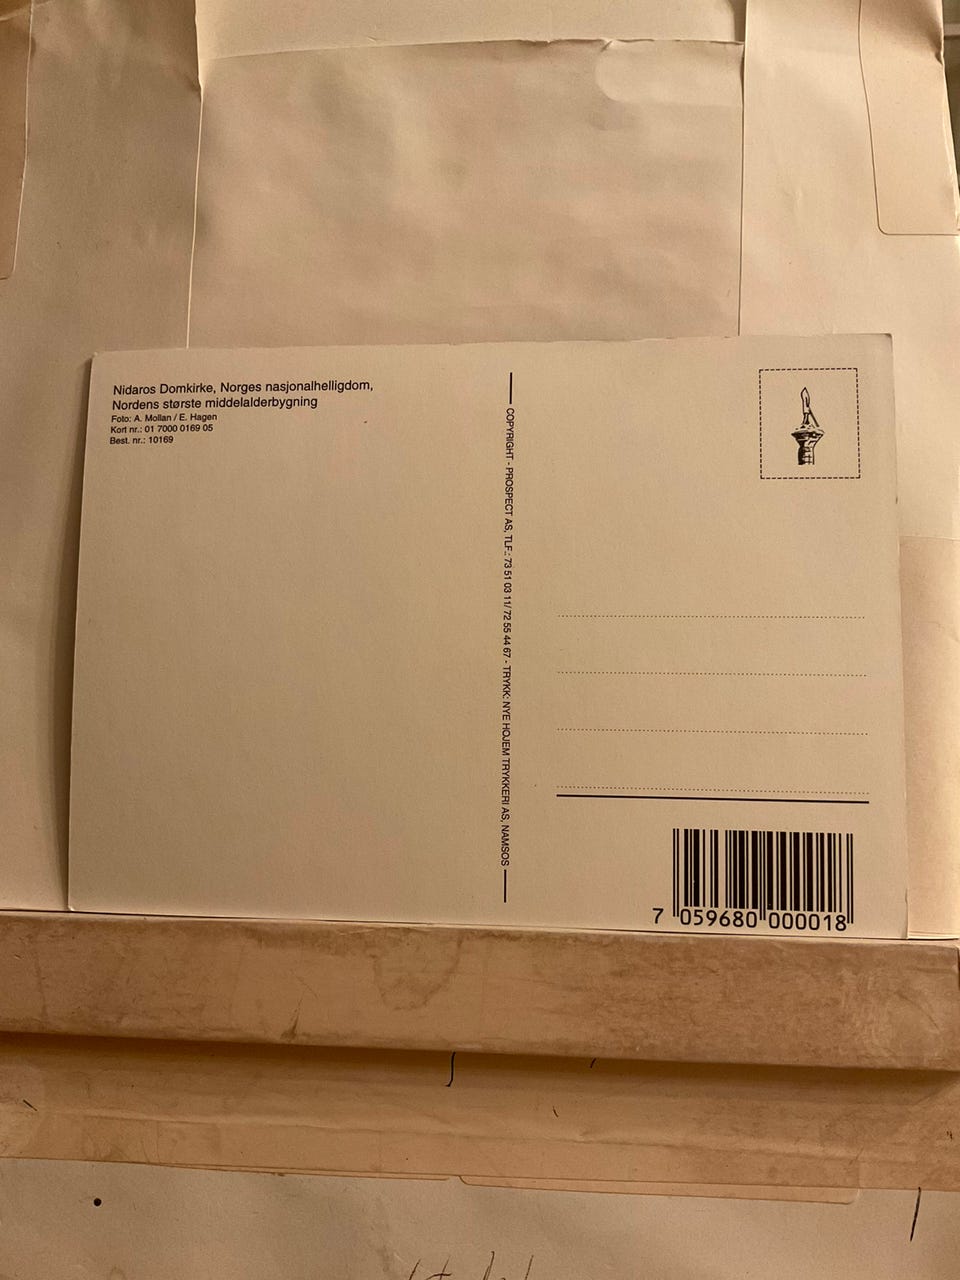 Nidaros Domkirke, Norges nasjonalhelligdom,
Nordens største middelalderbygning
Foto: A. Mollan / E. Hagen
Kort nr.: 01 7000 0169 05
Best. nr.: 10169
COPYRIGHT - PROSPECT AS, TLF.: 73 51 03 11/ 72 55 44 67 - TRYKK: NYE HOJEM TRYKKERI AS, NAMSOS
7 059680 000018